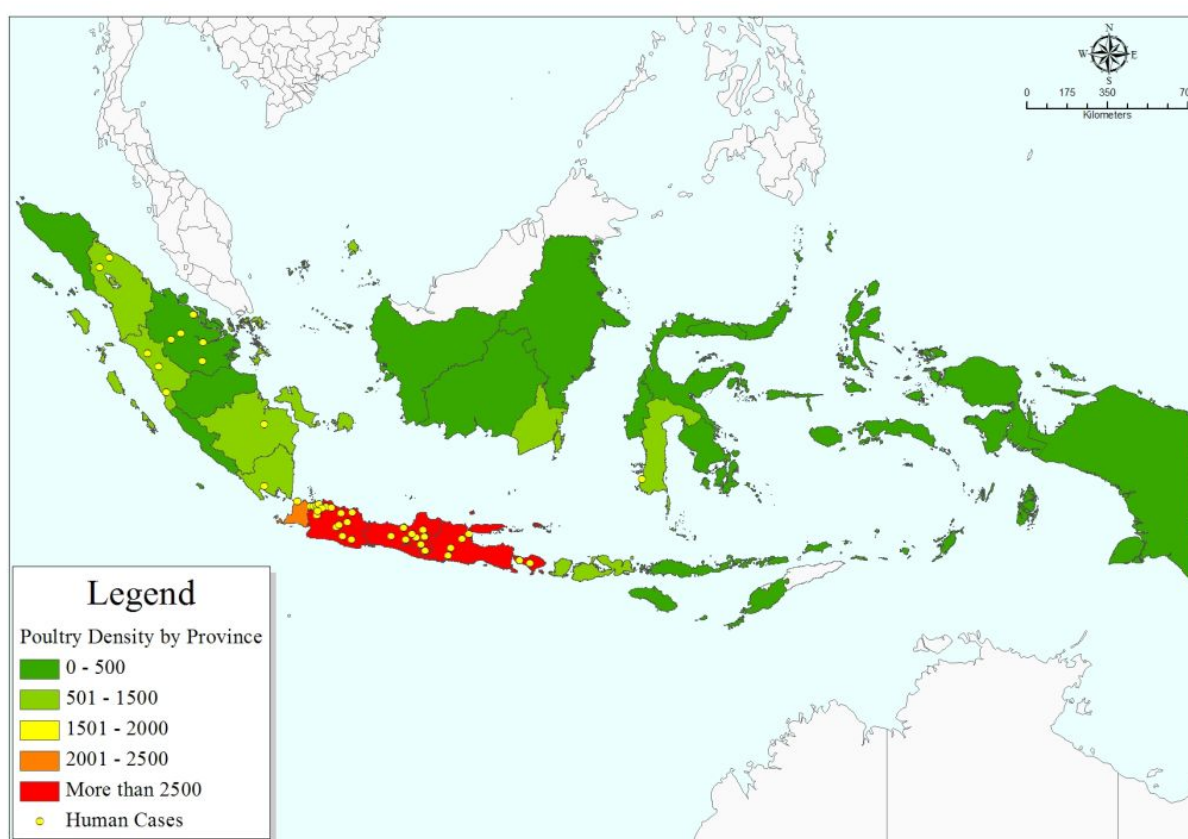 N
W E
S
0 175 350 70
Kilometers
Legend
Poultry Density by Province
0 - 500
501 - 1500
1501 - 2000
2001 - 2500
More than 2500
Human Cases